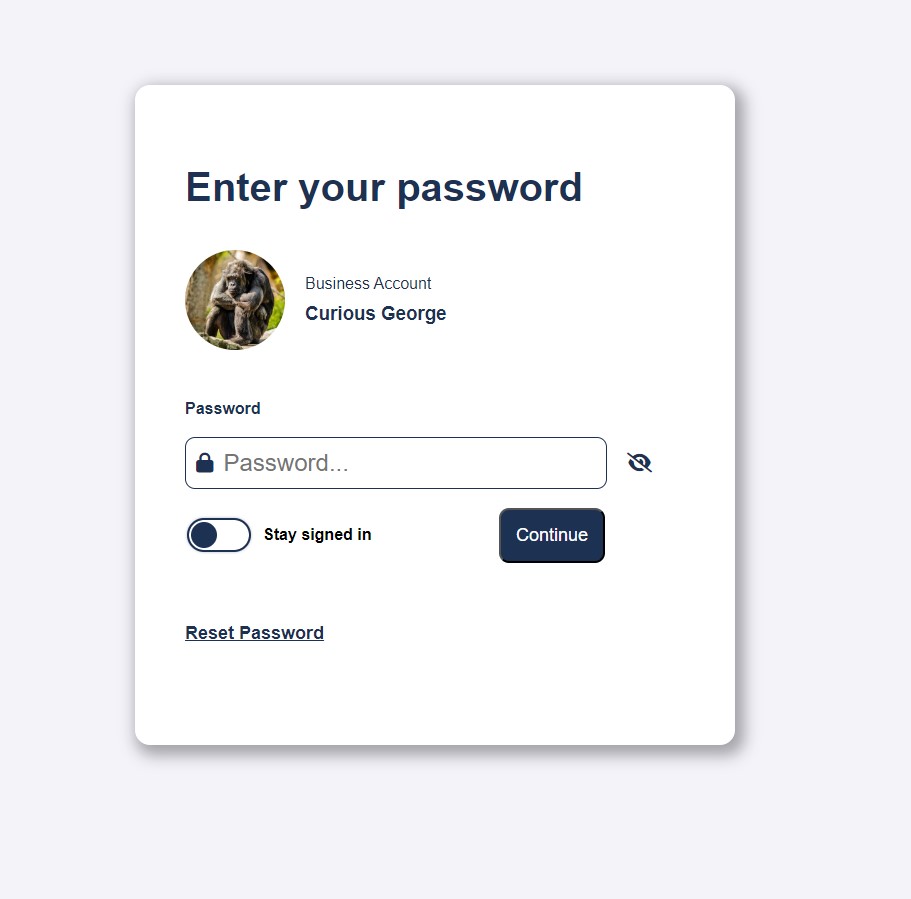 Enter your password
Business Account
Curious George
Password
Password...
Stay signed in
Continue
Reset Password